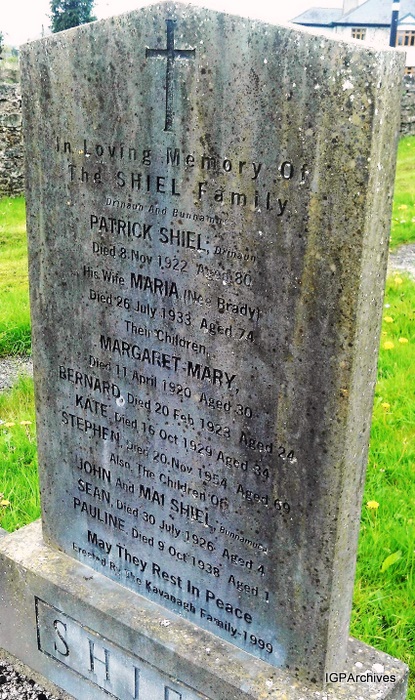 In Loving Memory Of
The SHIEL Family
Drinaun And Bunnamu
PATRICK SHIEL, Drinaun
Died 8 Nov 1922 Aged 80
His Wife MARIA (Nee Brady)
Died 26 July 1933 Aged 74
Their Children,
MARGARET MARY,
Died 11 April 1920 Aged 30
BERNARD, Died 20 Feb 1923 Aged 24
KATE, Died 16 Oct 1929 Aged 34
STEPHEN, Died 20 Nov 1954 Aged 69
Also, The Children Of
JOHN And MAI SHIEL, Bunnamuca
SEAN, Died 30 July 1926 Aged 4
PAULINE, Died 9 Oct 1938 Aged 1
May They Rest In Peace
Erected By The Kavanagh Family-1999
SHIE
IGPArchives